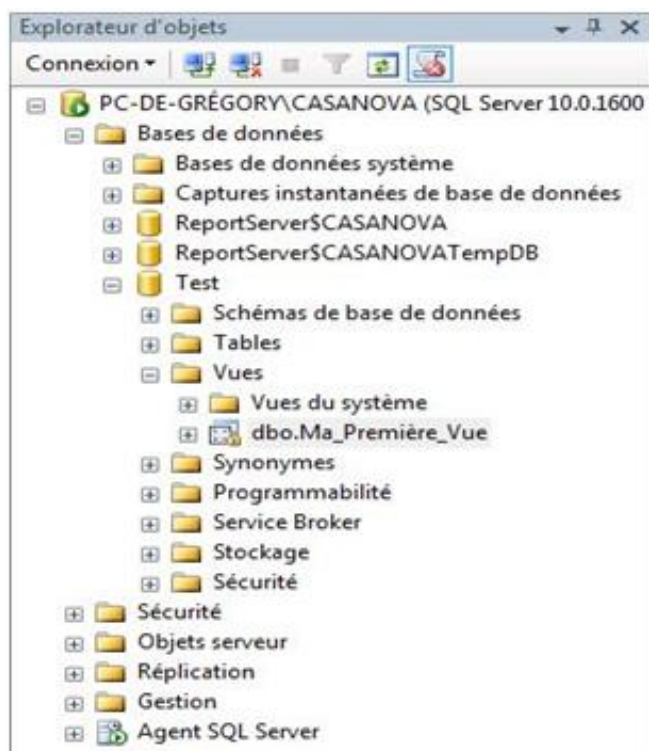 Explorateur d'objets
Connexion
PC-DE-GRÉGORY\CASANOVA (SQL Server 10.0.1600
Bases de données
Bases de données système
Captures instantanées de base de données
ReportServer$CASANOVA
ReportServer$CASANOVATempDB
Test
Schémas de base de données
Tables
Vues
Vues du système
dbo.Ma_Première_Vue
Synonymes
Programmabilité
Service Broker
Stockage
Sécurité
Sécurité
Objets serveur
Réplication
Gestion
Agent SQL Server